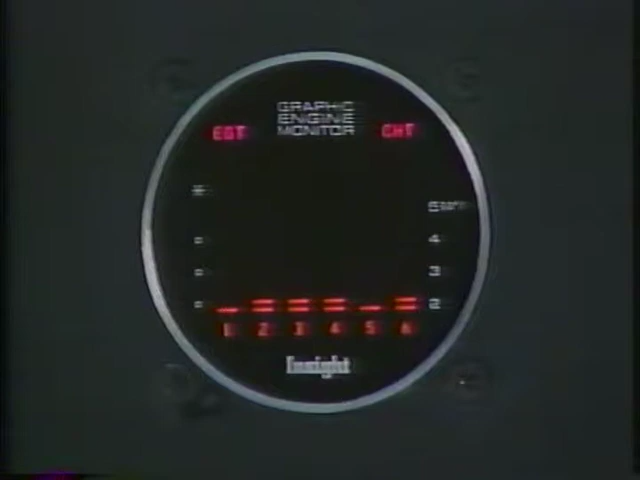 GRAPHIC
ENGINE
MONITOR
EGT CHT
4
3
2
1 2 3 4 5 6
Insight